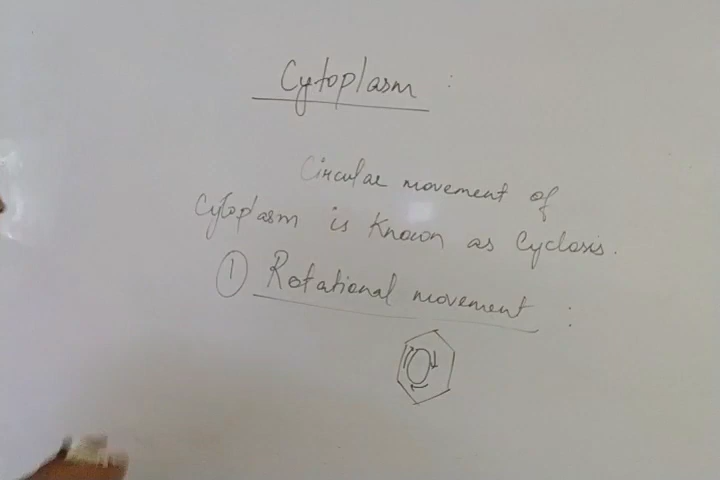 Cytoplasm :
Circular movement of
Cytoplasm is known as Cyclosis.
① Rotational movement :